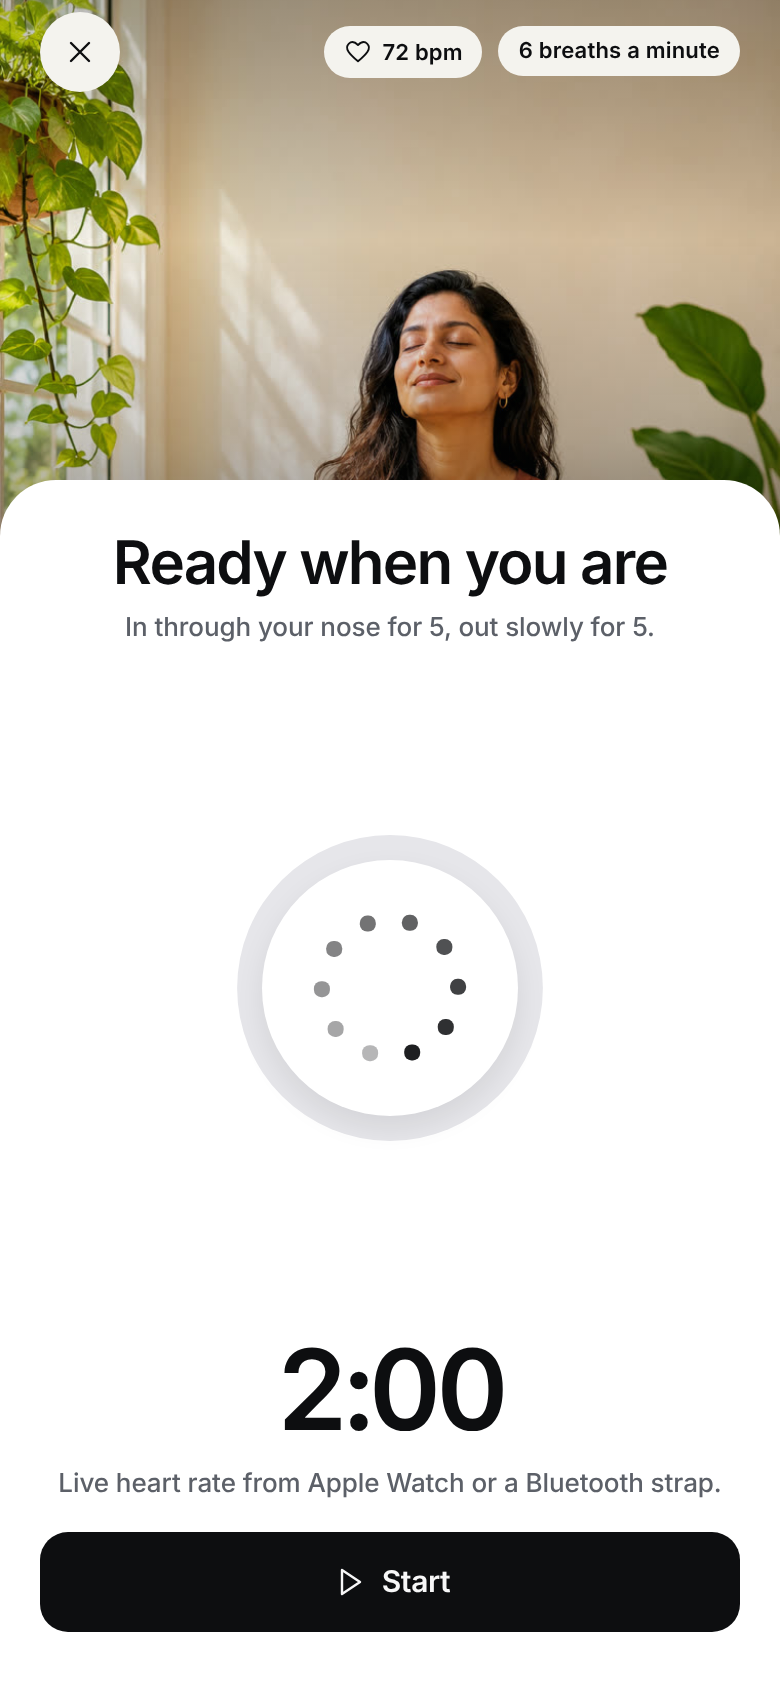 72 bpm
6 breaths a minute
Ready when you are
In through your nose for 5, out slowly for 5.
2:00
Live heart rate from Apple Watch or a Bluetooth strap.
Start